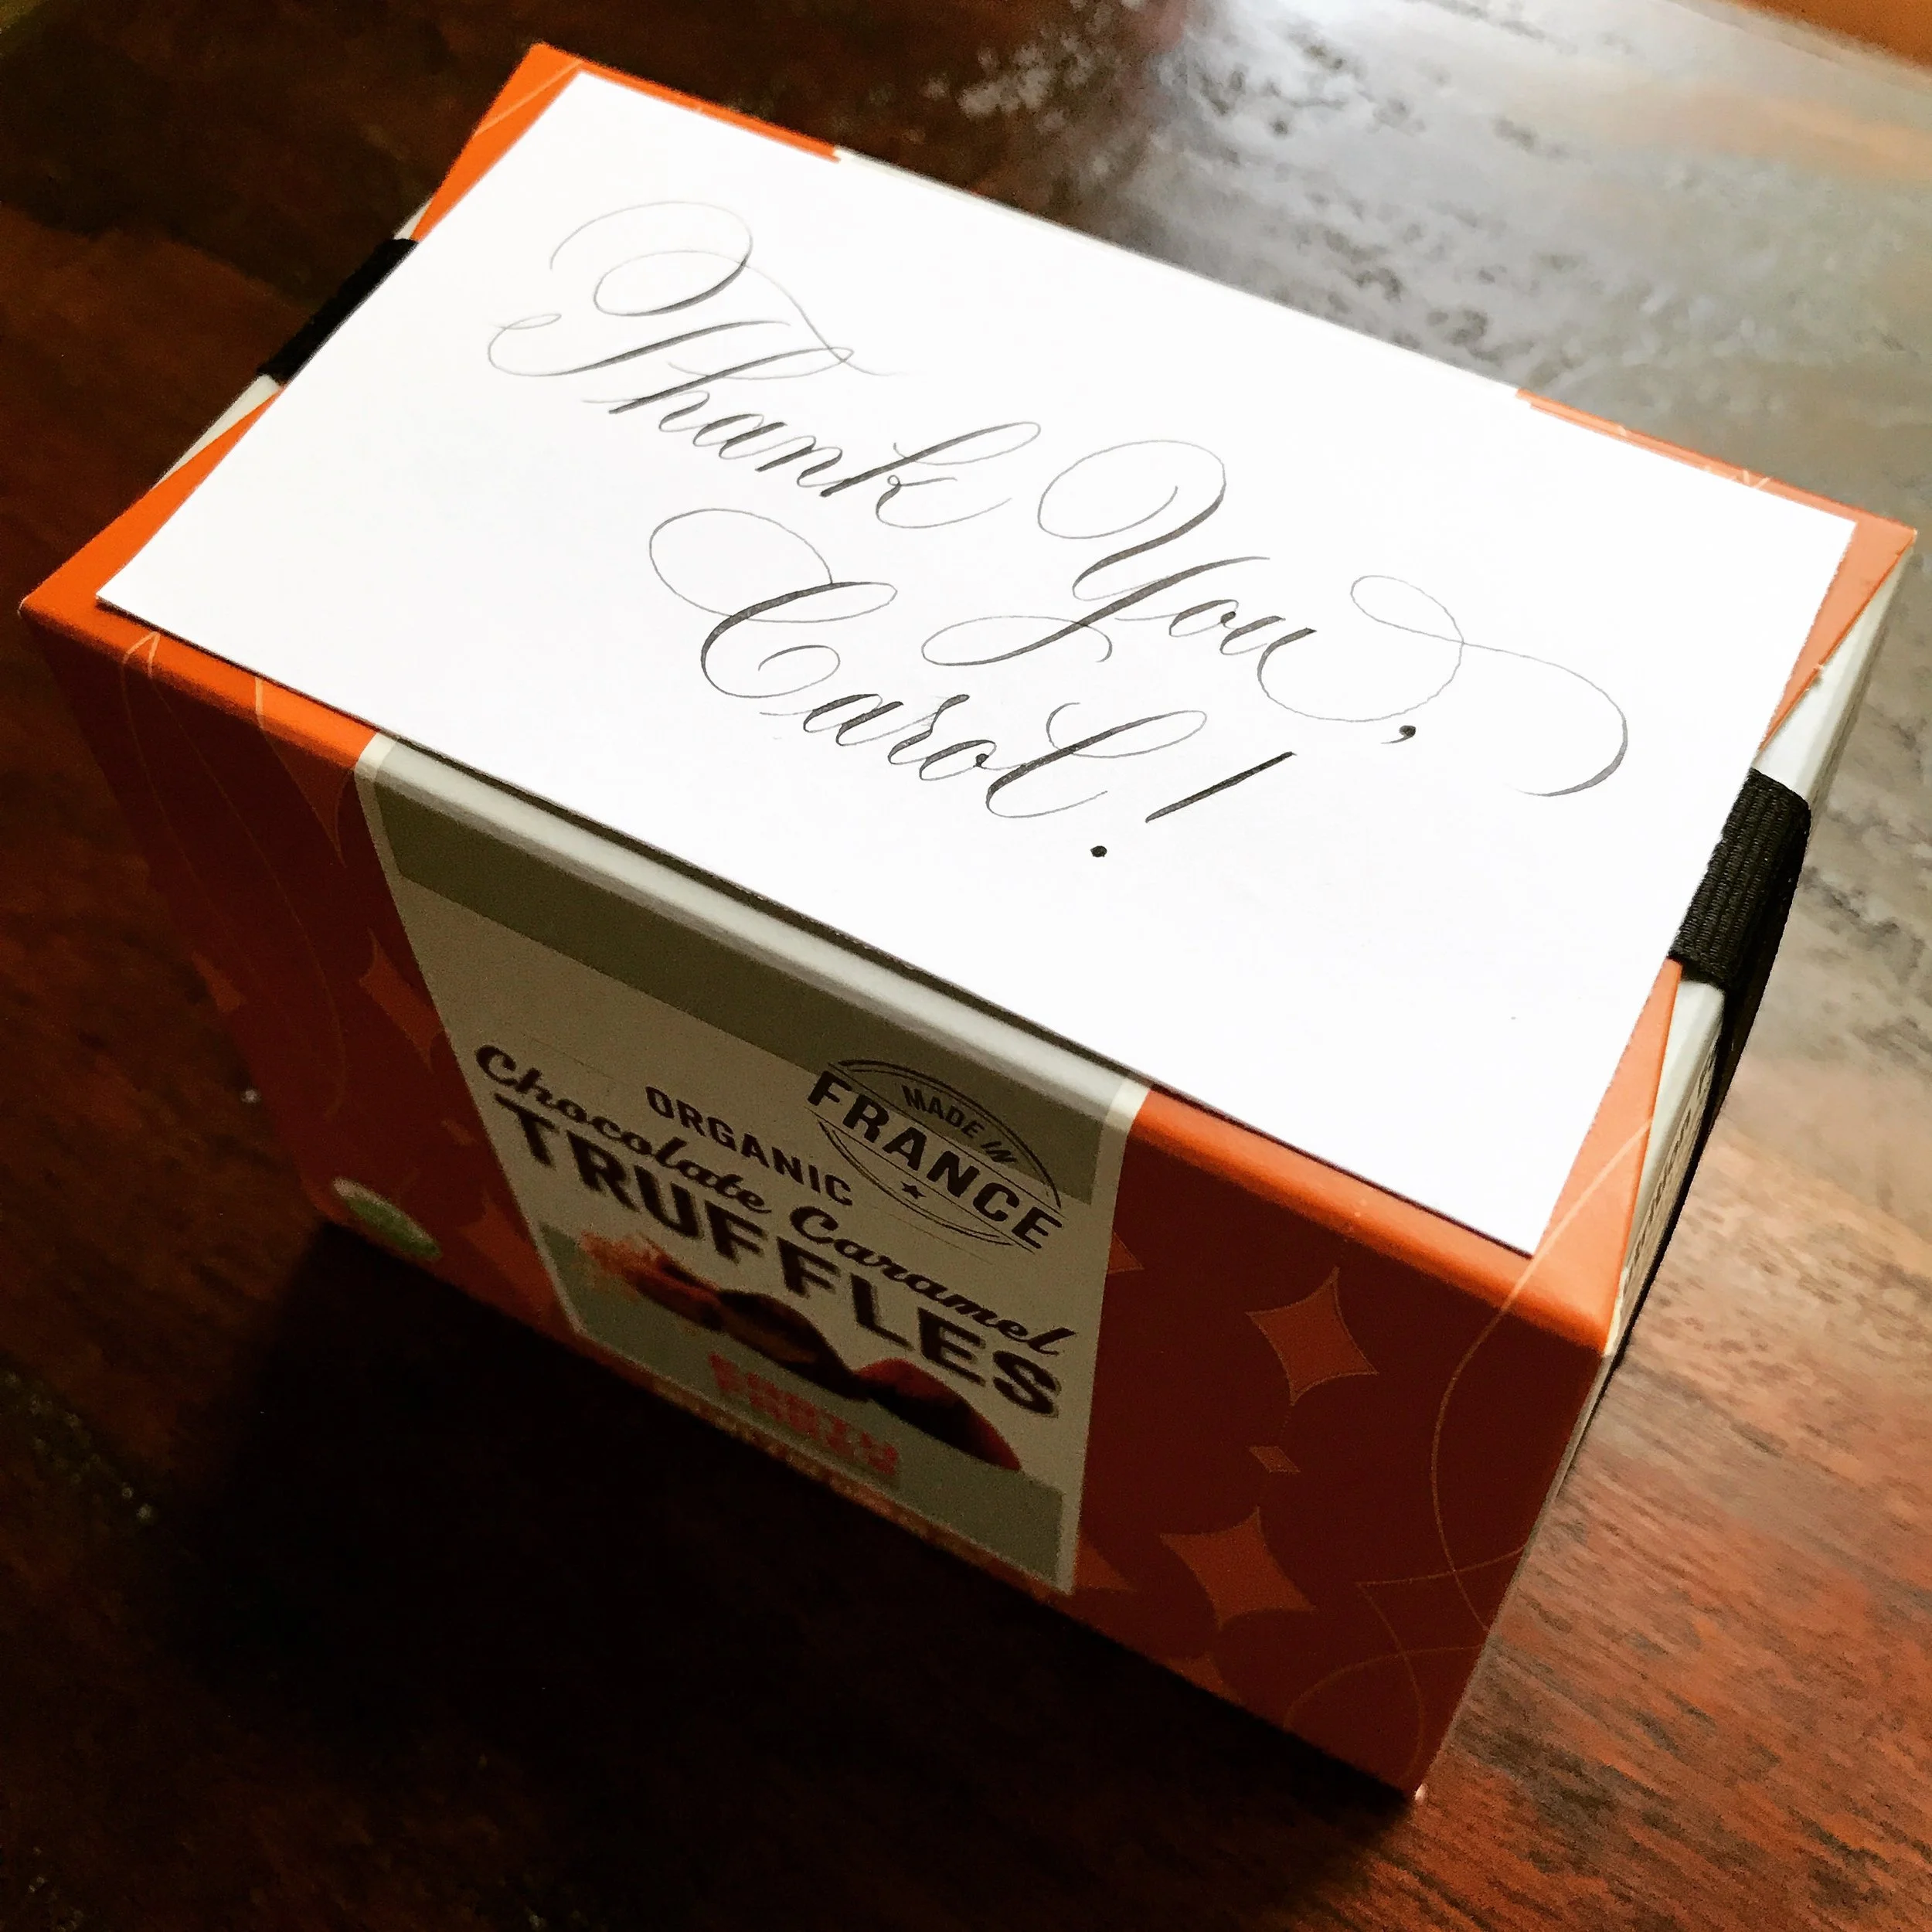 Thank You,
Carol!
MADE IN
FRANCE
ORGANIC
Chocolate Caramel
TRUFFLES